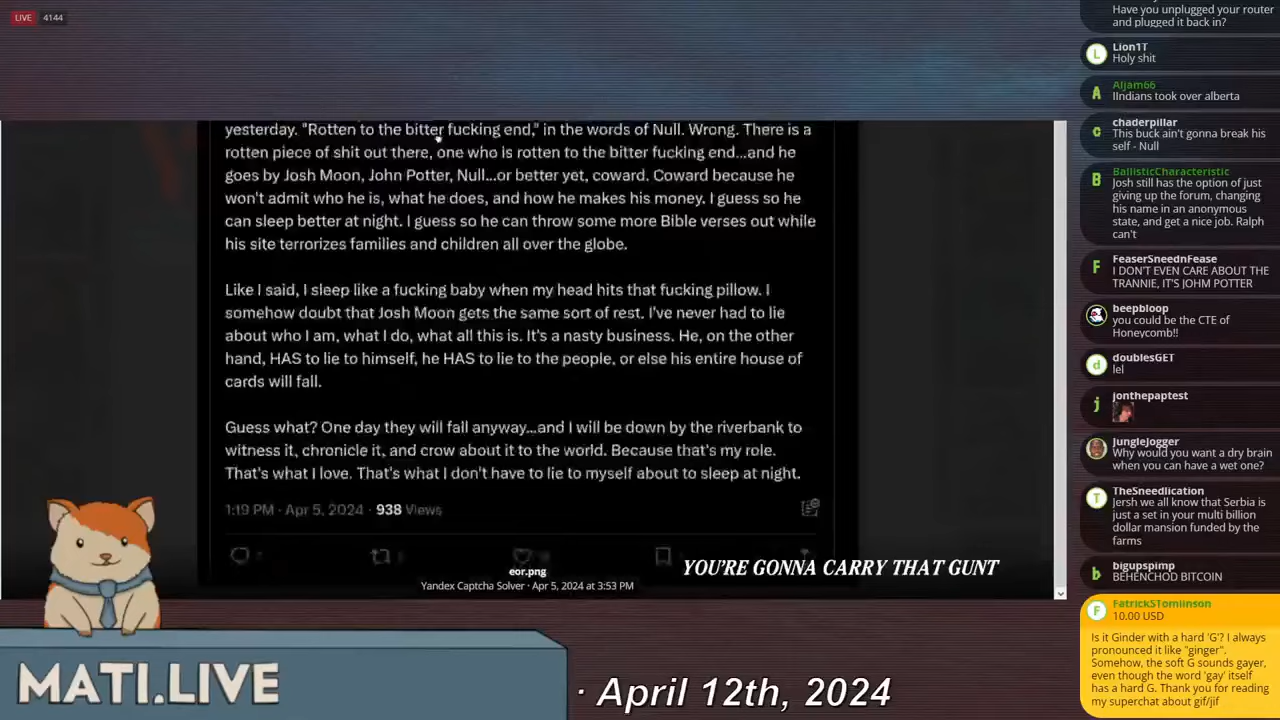 LIVE 4144
yesterday. "Rotten to the bitter fucking end," in the words of Null. Wrong. There is a
rotten piece of shit out there, one who is rotten to the bitter fucking end...and he
goes by Josh Moon, John Potter, Null...or better yet, coward. Coward because he
won't admit who he is, what he does, and how he makes his money. I guess so he
can sleep better at night. I guess so he can throw some more Bible verses out while
his site terrorizes families and children all over the globe.
Like I said, I sleep like a fucking baby when my head hits that fucking pillow. I
somehow doubt that Josh Moon gets the same sort of rest. I've never had to lie
about who I am, what I do, what all this is. It's a nasty business. He, on the other
hand, HAS to lie to himself, he HAS to lie to the people, or else his entire house of
cards will fall.
Guess what? One day they will fall anyway...and I will be down by the riverbank to
witness it, chronicle it, and crow about it to the world. Because that's my role.
That's what I love. That's what I don't have to lie to myself about to sleep at night.
1:19 PM · Apr 5, 2024 · 938 Views
eor.png
Yandex Captcha Solver · Apr 5, 2024 at 3:53 PM
YOU'RE GONNA CARRY THAT GUNT
MATI.LIVE
· April 12th, 2024
Have you unplugged your router
and plugged it back in?
L
Lion1T
Holy shit
A
Aljam66
IIndians took over alberta
c
chaderpillar
This buck ain't gonna break his
self - Null
B
BallisticCharacteristic
Josh still has the option of just
giving up the forum, changing
his name in an anonymous
state, and get a nice job. Ralph
can't
F
FeaserSneednFease
I DON'T EVEN CARE ABOUT THE
TRANNIE, IT'S JOHM POTTER
beepbloop
you could be the CTE of
Honeycomb!!
d
doublesGET
lel
j
jonthepaptest
JungleJogger
Why would you want a dry brain
when you can have a wet one?
T
TheSneedlication
Jersh we all know that Serbia is
just a set in your multi billion
dollar mansion funded by the
farms
b
bigupspimp
BEHENCHOD BITCOIN
F
FatrickSTomlinson
10.00 USD
Is it Ginder with a hard 'G'? I always
pronounced it like "ginger".
Somehow, the soft G sounds gayer,
even though the word 'gay' itself
has a hard G. Thank you for reading
my superchat about gif/jif